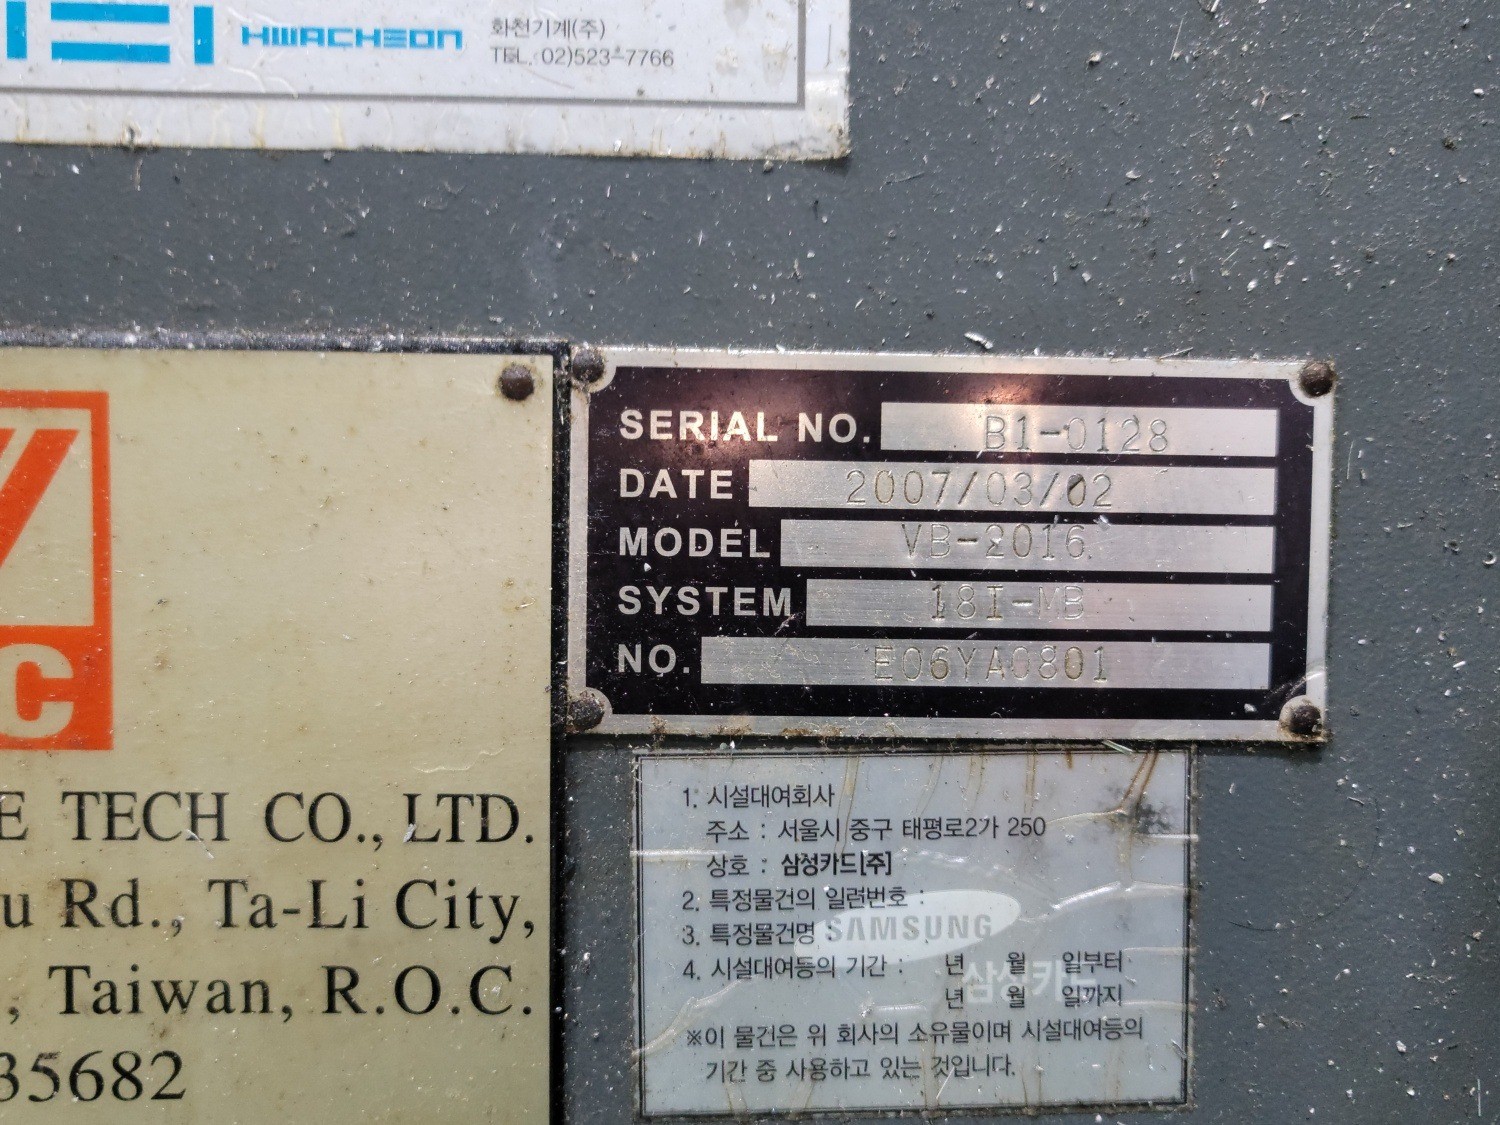 HWACHEON
화천기계(주)
TEL. 02)523-7766
SERIAL NO. B1-0128
DATE 2007/03/02
MODEL VB-2016
SYSTEM 18I-MB
NO. E06YA0801
C
E TECH CO., LTD.
u Rd., Ta-Li City,
, Taiwan, R.O.C.
35682
1. 시설대여회사
주소 : 서울시 중구 태평로2가 250
상호 : 삼성카드[주]
2. 특정물건의 일련번호 :
3. 특정물건명 :
SAMSUNG
4. 시설대여등의 기간 : 년 월 일부터
삼성카드
년 월 일까지
※이 물건은 위 회사의 소유물이며 시설대여등의
기간 중 사용하고 있는 것입니다.